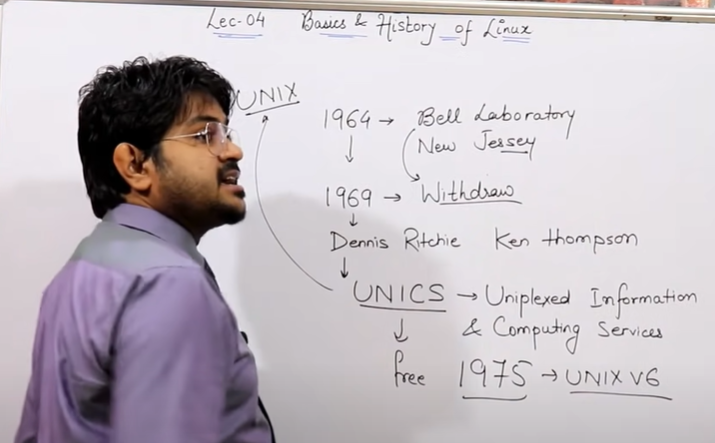 Lec-04 Basics & History of Linux
UNIX
1964 → Bell Laboratory
New Jersey
1969 → Withdraw
Dennis Ritchie Ken thompson
UNICS → Uniplexed Information
& Computing Services
free 1975 → UNIX V6